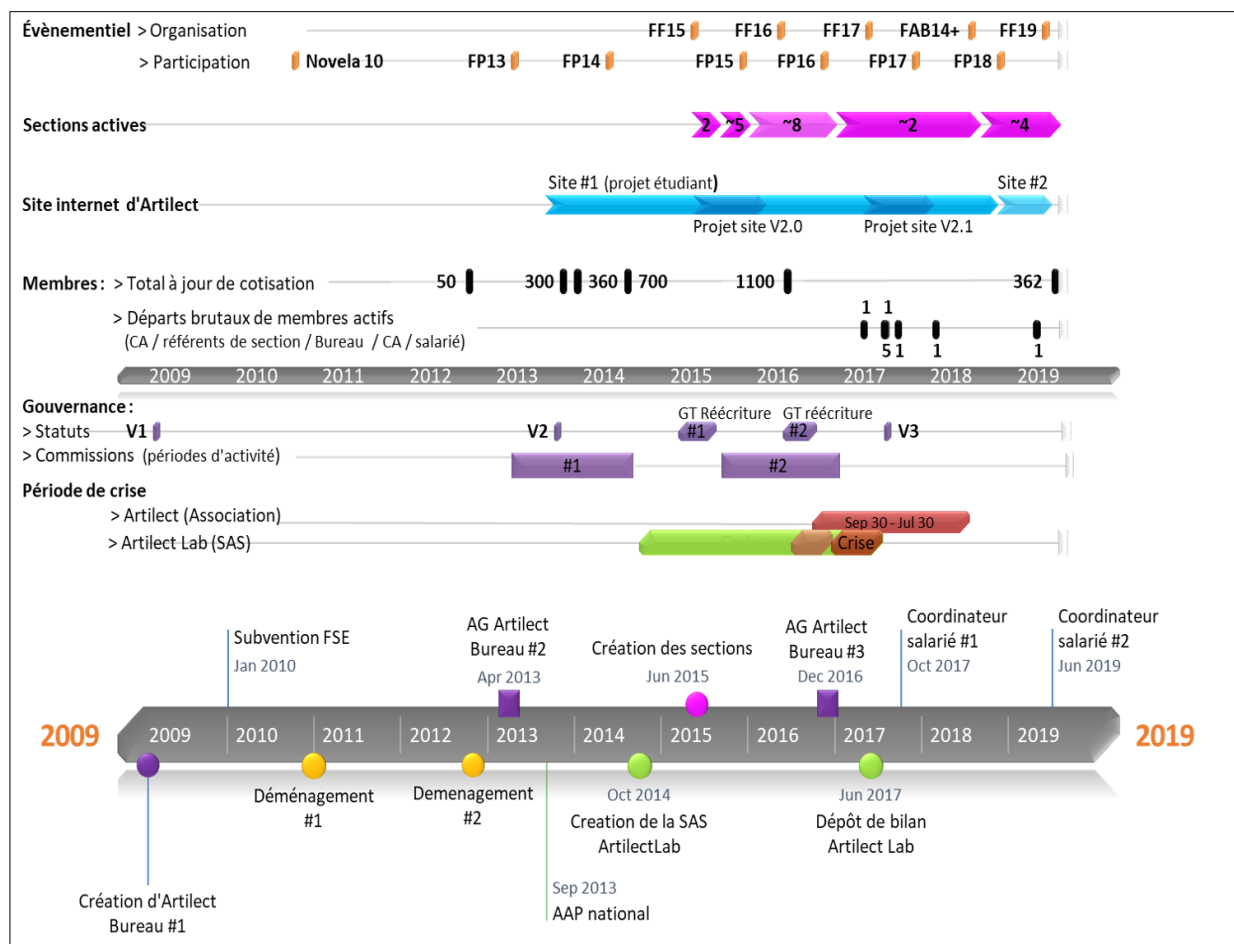 Évènementiel > Organisation FF15 FF16 FF17 FAB14+ FF19
> Participation Novela 10 FP13 FP14 FP15 FP16 FP17 FP18
Sections actives 2 ~5 ~8 ~2 ~4
Site #1 (projet étudiant) Site #2
Site internet d'Artilect
Projet site V2.0 Projet site V2.1
Membres : > Total à jour de cotisation 50 300 360 700 1100 362
1 1
> Départs brutaux de membres actifs
(CA / référents de section / Bureau / CA / salarié) 5 1 1 1
2009 2010 2011 2012 2013 2014 2015 2016 2017 2018 2019
Gouvernance :
GT Réécriture GT réécriture
> Statuts V1 V2 #1 #2 V3
> Commissions (périodes d'activité) #1 #2
Période de crise
> Artilect (Association) Sep 30 - Jul 30
> Artilect Lab (SAS) Crise
Subvention FSE
Jan 2010
AG Artilect
Bureau #2
Apr 2013
Création des sections
Jun 2015
AG Artilect
Bureau #3
Dec 2016
Coordinateur
salarié #1
Oct 2017
Coordinateur
salarié #2
Jun 2019
2009 2009 2010 2011 2012 2013 2014 2015 2016 2017 2018 2019 2019
Déménagement
#1
Demenagement
#2
Oct 2014
Creation de la SAS
ArtilectLab
Jun 2017
Dépôt de bilan
Artilect Lab
Création d'Artilect
Bureau #1
Sep 2013
AAP national